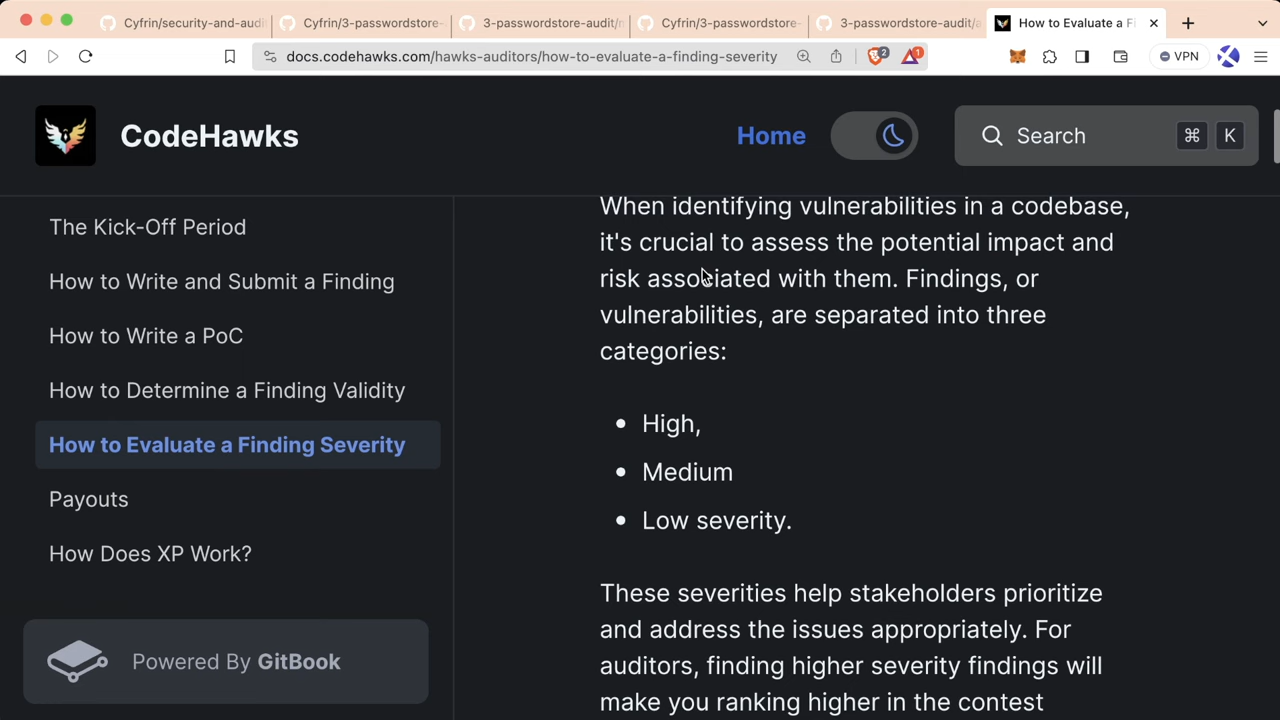 Cyfrin/security-and-audit
Cyfrin/3-passwordstore-
3-passwordstore-audit/
Cyfrin/3-passwordstore-
3-passwordstore-audit/
How to Evaluate a Fi
docs.codehawks.com/hawks-auditors/how-to-evaluate-a-finding-severity
2
1
VPN
CodeHawks
Home
Search
⌘
K
The Kick-Off Period
How to Write and Submit a Finding
How to Write a PoC
How to Determine a Finding Validity
How to Evaluate a Finding Severity
Payouts
How Does XP Work?
Powered By GitBook
When identifying vulnerabilities in a codebase,
it's crucial to assess the potential impact and
risk associated with them. Findings, or
vulnerabilities, are separated into three
categories:
• High,
• Medium
• Low severity.
These severities help stakeholders prioritize
and address the issues appropriately. For
auditors, finding higher severity findings will
make you ranking higher in the contest